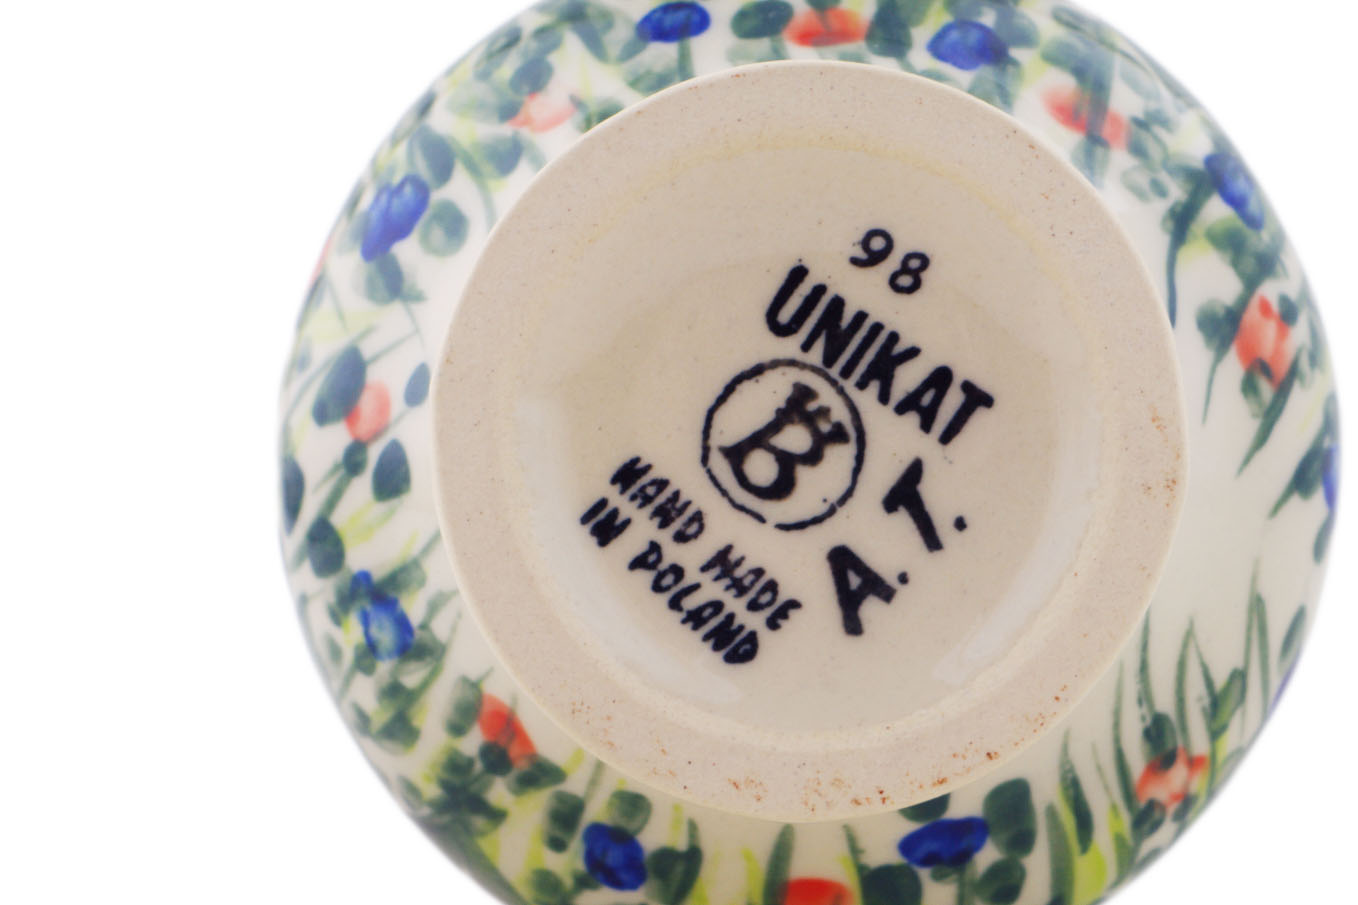 98
UNIKAT
B
A. T.
HAND MADE
IN POLAND